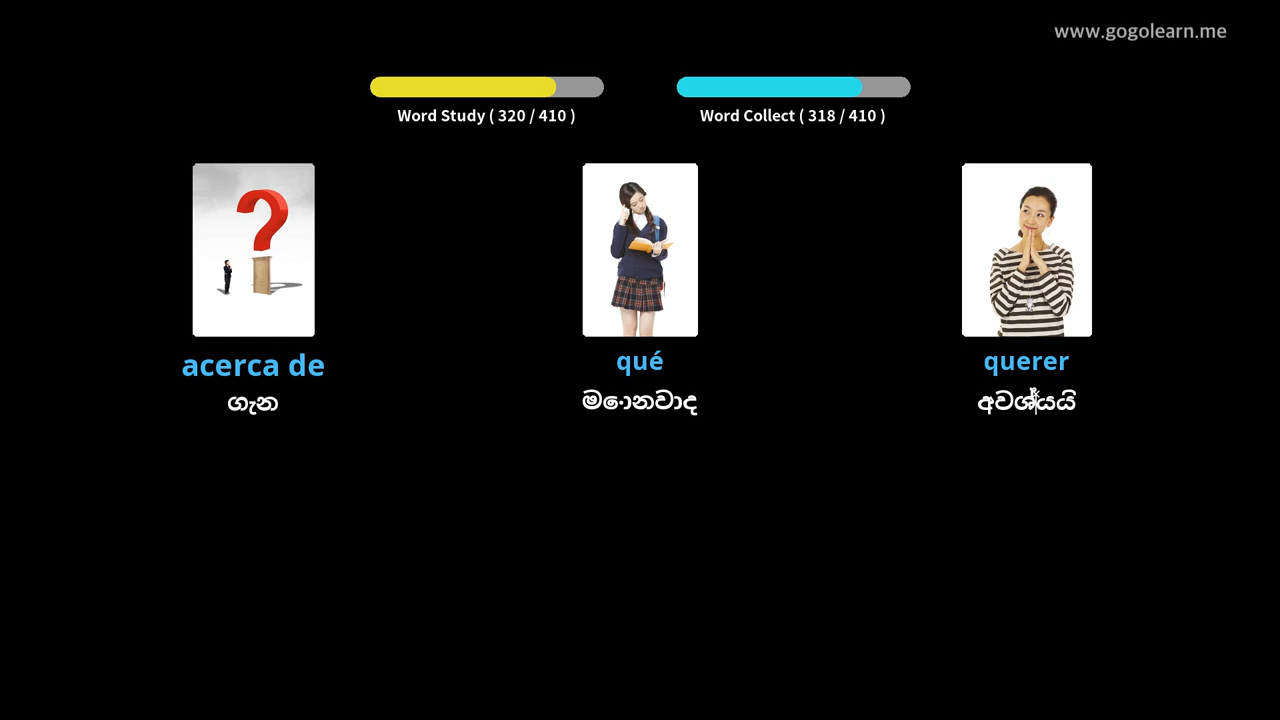 www.gogolearn.me
Word Study ( 320 / 410 )
Word Collect ( 318 / 410 )
acerca de
qué
querer
ගැන
මොනවාද
අවශ්‍යයි